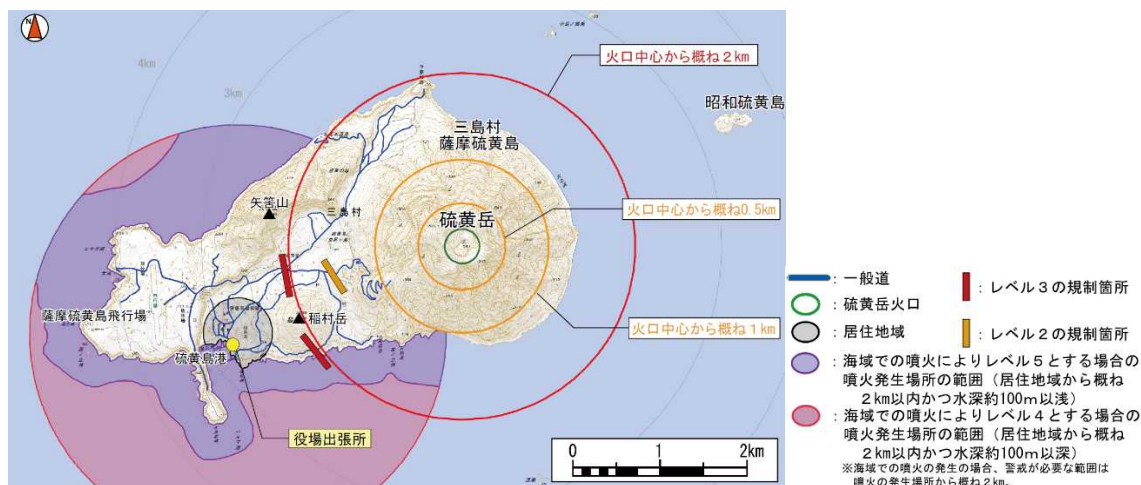 N
4km
3km
火口中心から概ね２km
昭和硫黄島
三島村
薩摩硫黄島
硫黄岳
矢筈山
三島村
火口中心から概ね0.5km
火口中心から概ね１km
稲村岳
薩摩硫黄島飛行場
硫黄島港
役場出張所
0 1 2km
：一般道
：硫黄岳火口
：居住地域
：レベル３の規制箇所
：レベル２の規制箇所
：海域での噴火によりレベル５とする場合の
噴火発生場所の範囲（居住地域から概ね
２km以内かつ水深約100ｍ以浅）
：海域での噴火によりレベル４とする場合の
噴火発生場所の範囲（居住地域から概ね
２km以内かつ水深約100ｍ以深）
※海域での噴火の発生の場合、警戒が必要な範囲は
噴火の発生場所から概ね２km。